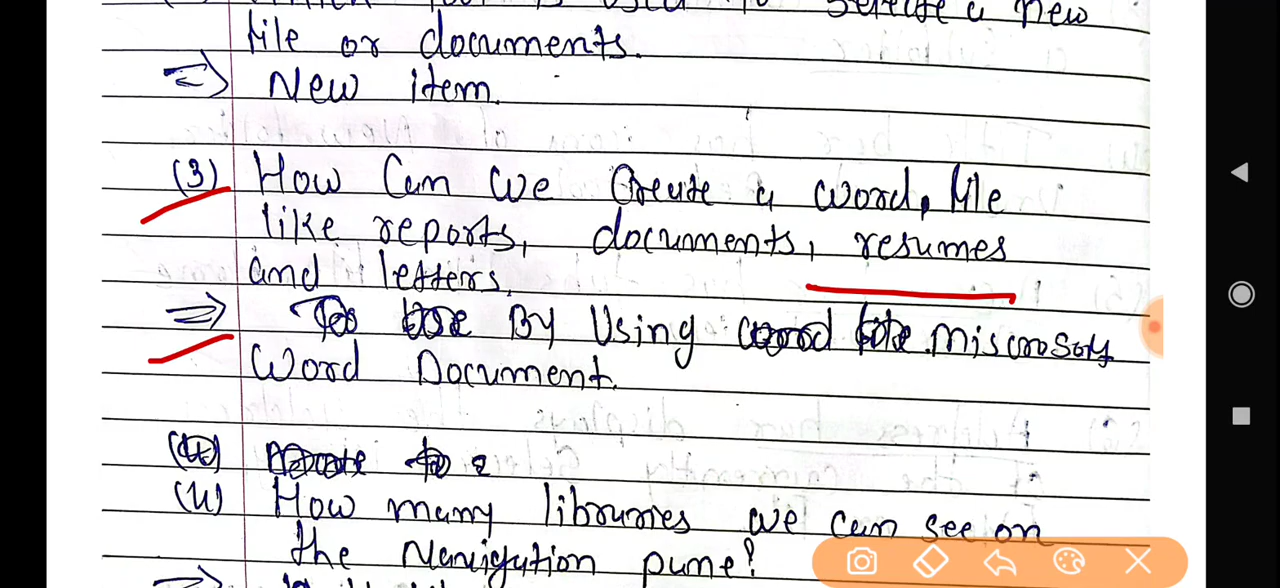 file or documents.
=> New item.
(3) How Can we Create a word, file
like reports, documents, resumes
and letters.
=> By Using Miscrosoft
Word Document.
(4) How many libraries we can see on
the Navigation pane?